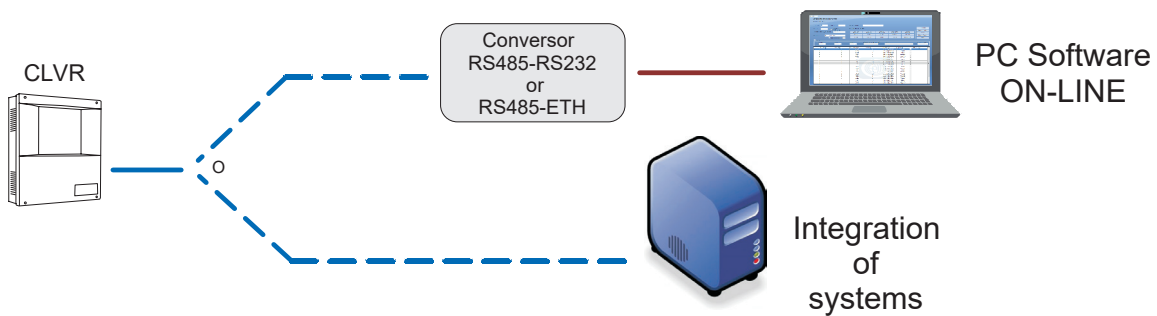 CLVR
Conversor
RS485-RS232
or
RS485-ETH
PC Software
ON-LINE
O
Integration
of
systems